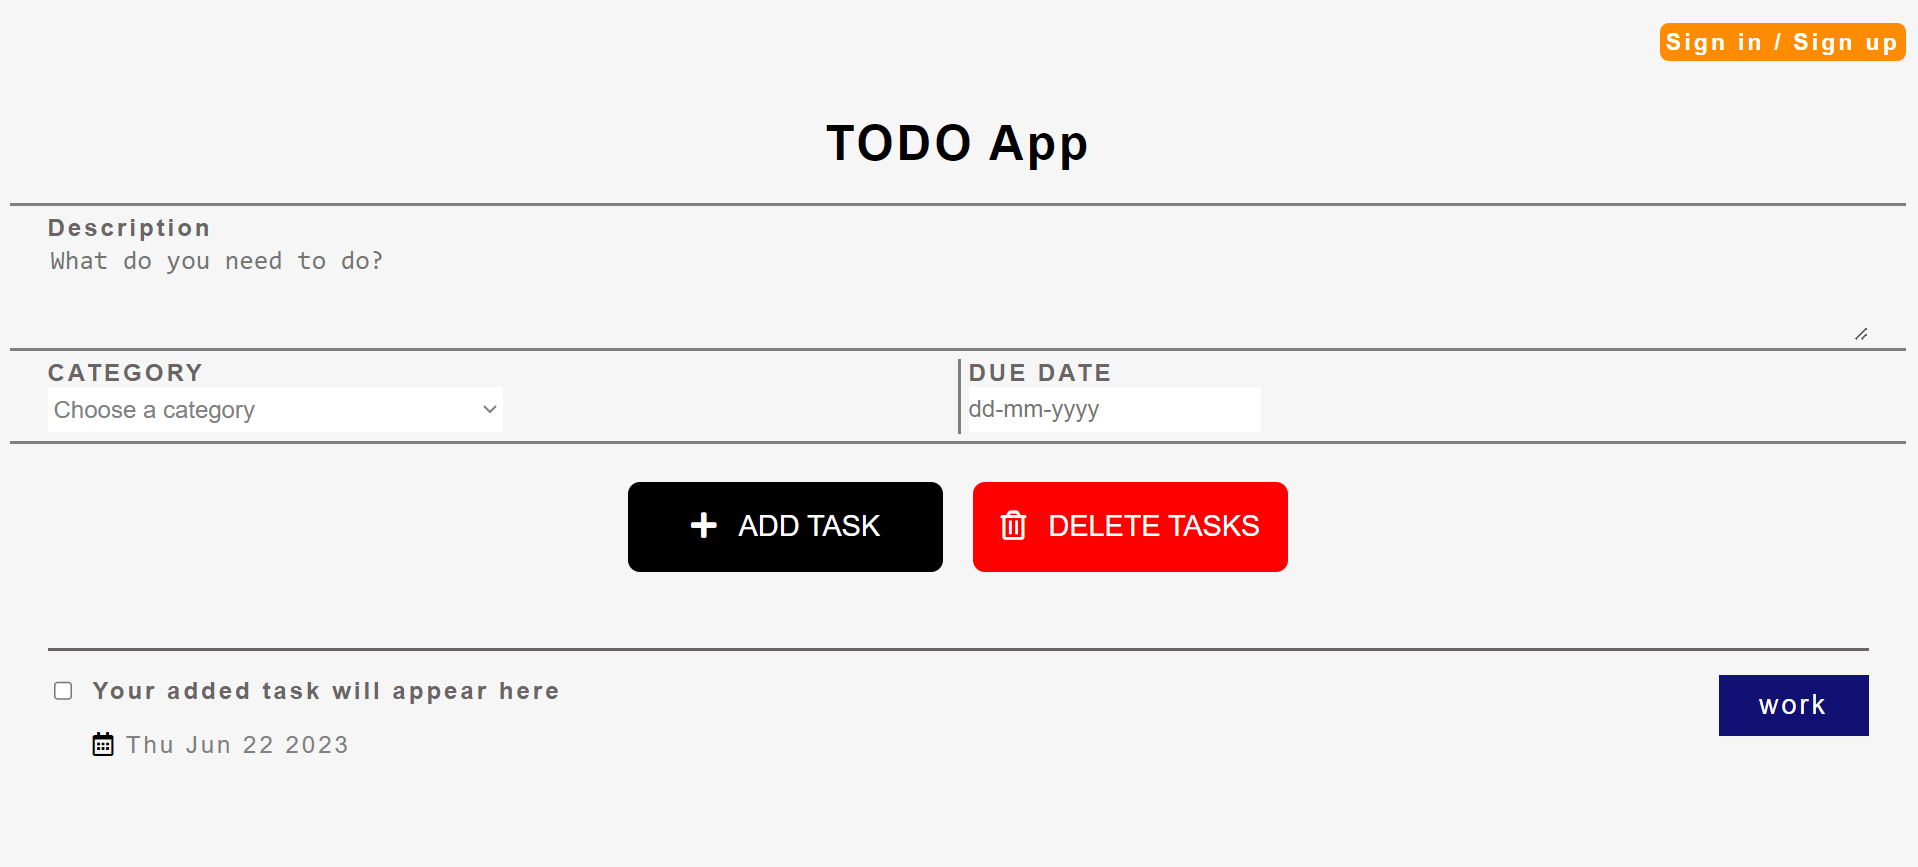 Sign in / Sign up
TODO App
Description
What do you need to do?
CATEGORY
Choose a category
DUE DATE
dd-mm-yyyy
ADD TASK
DELETE TASKS
Your added task will appear here
work
Thu Jun 22 2023